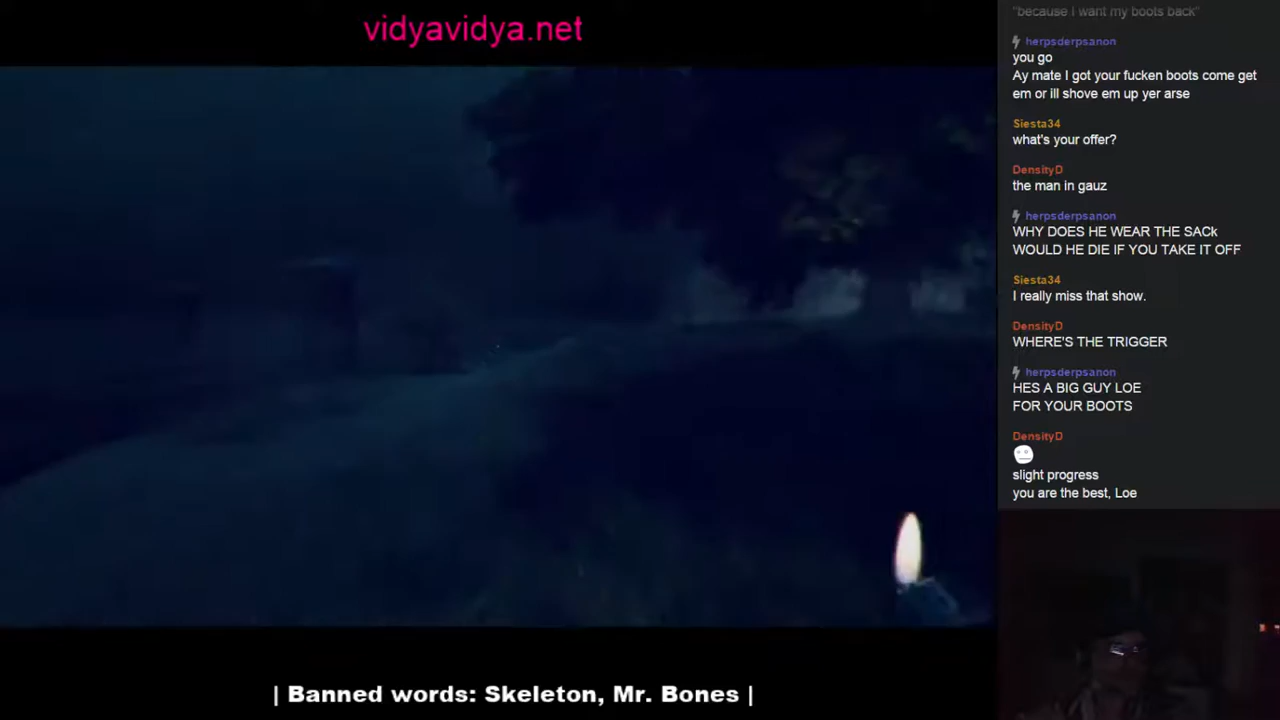 vidyavidya.net
"because I want my boots back"
herpsderpsanon
you go
Ay mate I got your fucken boots come get
em or ill shove em up yer arse
Siesta34
what's your offer?
DensityD
the man in gauz
herpsderpsanon
WHY DOES HE WEAR THE SACk
WOULD HE DIE IF YOU TAKE IT OFF
Siesta34
I really miss that show.
DensityD
WHERE'S THE TRIGGER
herpsderpsanon
HES A BIG GUY LOE
FOR YOUR BOOTS
DensityD
slight progress
you are the best, Loe
| Banned words: Skeleton, Mr. Bones |